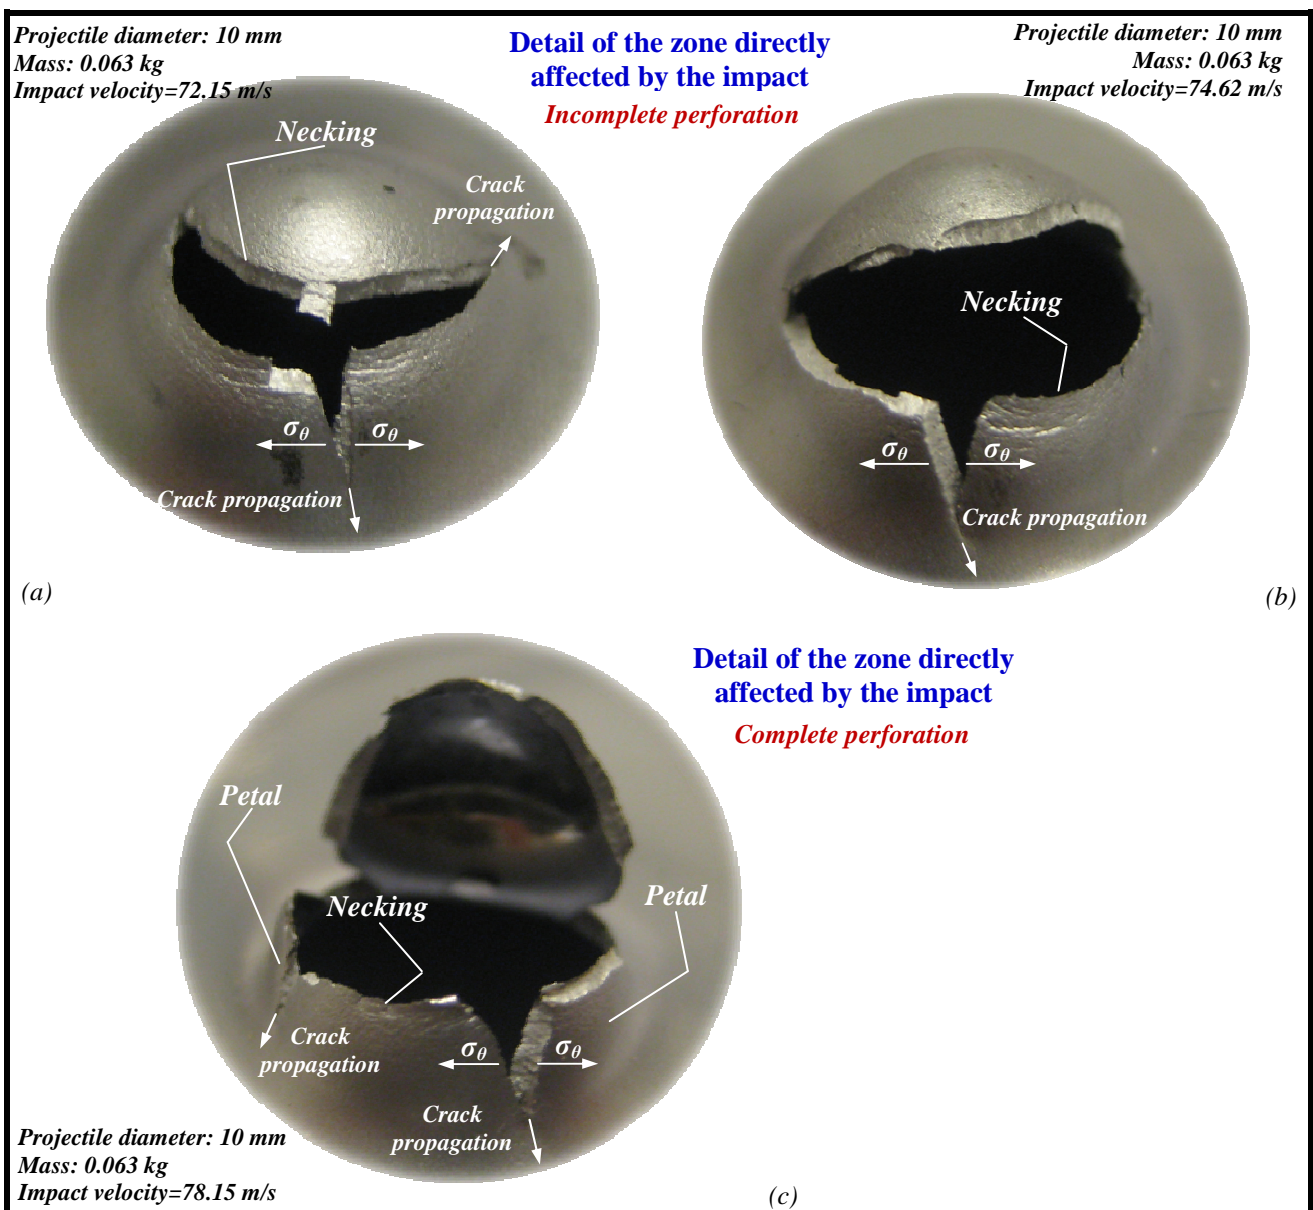 Projectile diameter: 10 mm
Mass: 0.063 kg
Impact velocity=72.15 m/s
Detail of the zone directly
affected by the impact
Incomplete perforation
Projectile diameter: 10 mm
Mass: 0.063 kg
Impact velocity=74.62 m/s
Necking
Crack
propagation
σθ
σθ
Crack propagation
(a)
Necking
σθ
σθ
Crack propagation
(b)
Detail of the zone directly
affected by the impact
Complete perforation
Petal
Necking
Petal
Crack
propagation
σθ
σθ
Crack
propagation
Projectile diameter: 10 mm
Mass: 0.063 kg
Impact velocity=78.15 m/s
(c)